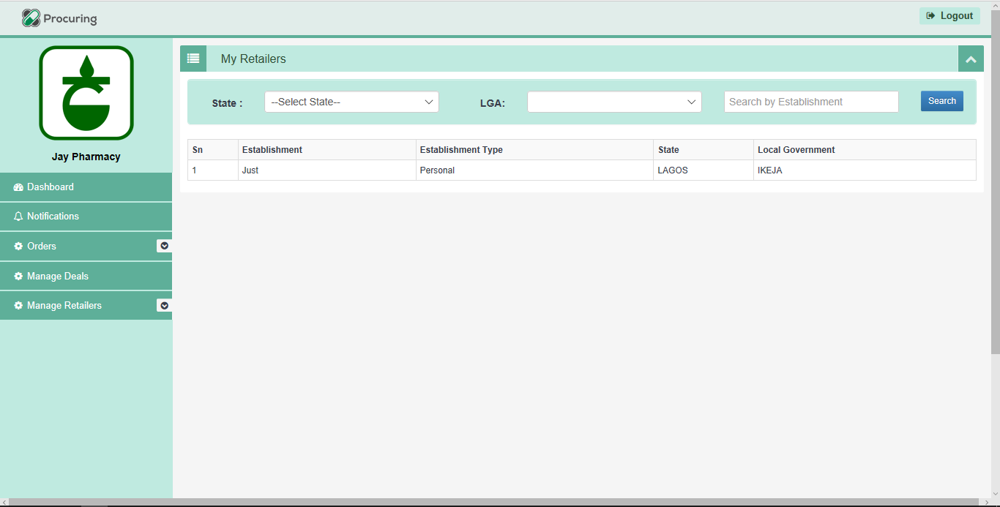 Procuring
Logout
Jay Pharmacy
Dashboard
Notifications
Orders
Manage Deals
Manage Retailers
My Retailers
State : --Select State-- LGA: Search by Establishment Search
Sn Establishment Establishment Type State Local Government
1 Just Personal LAGOS IKEJA